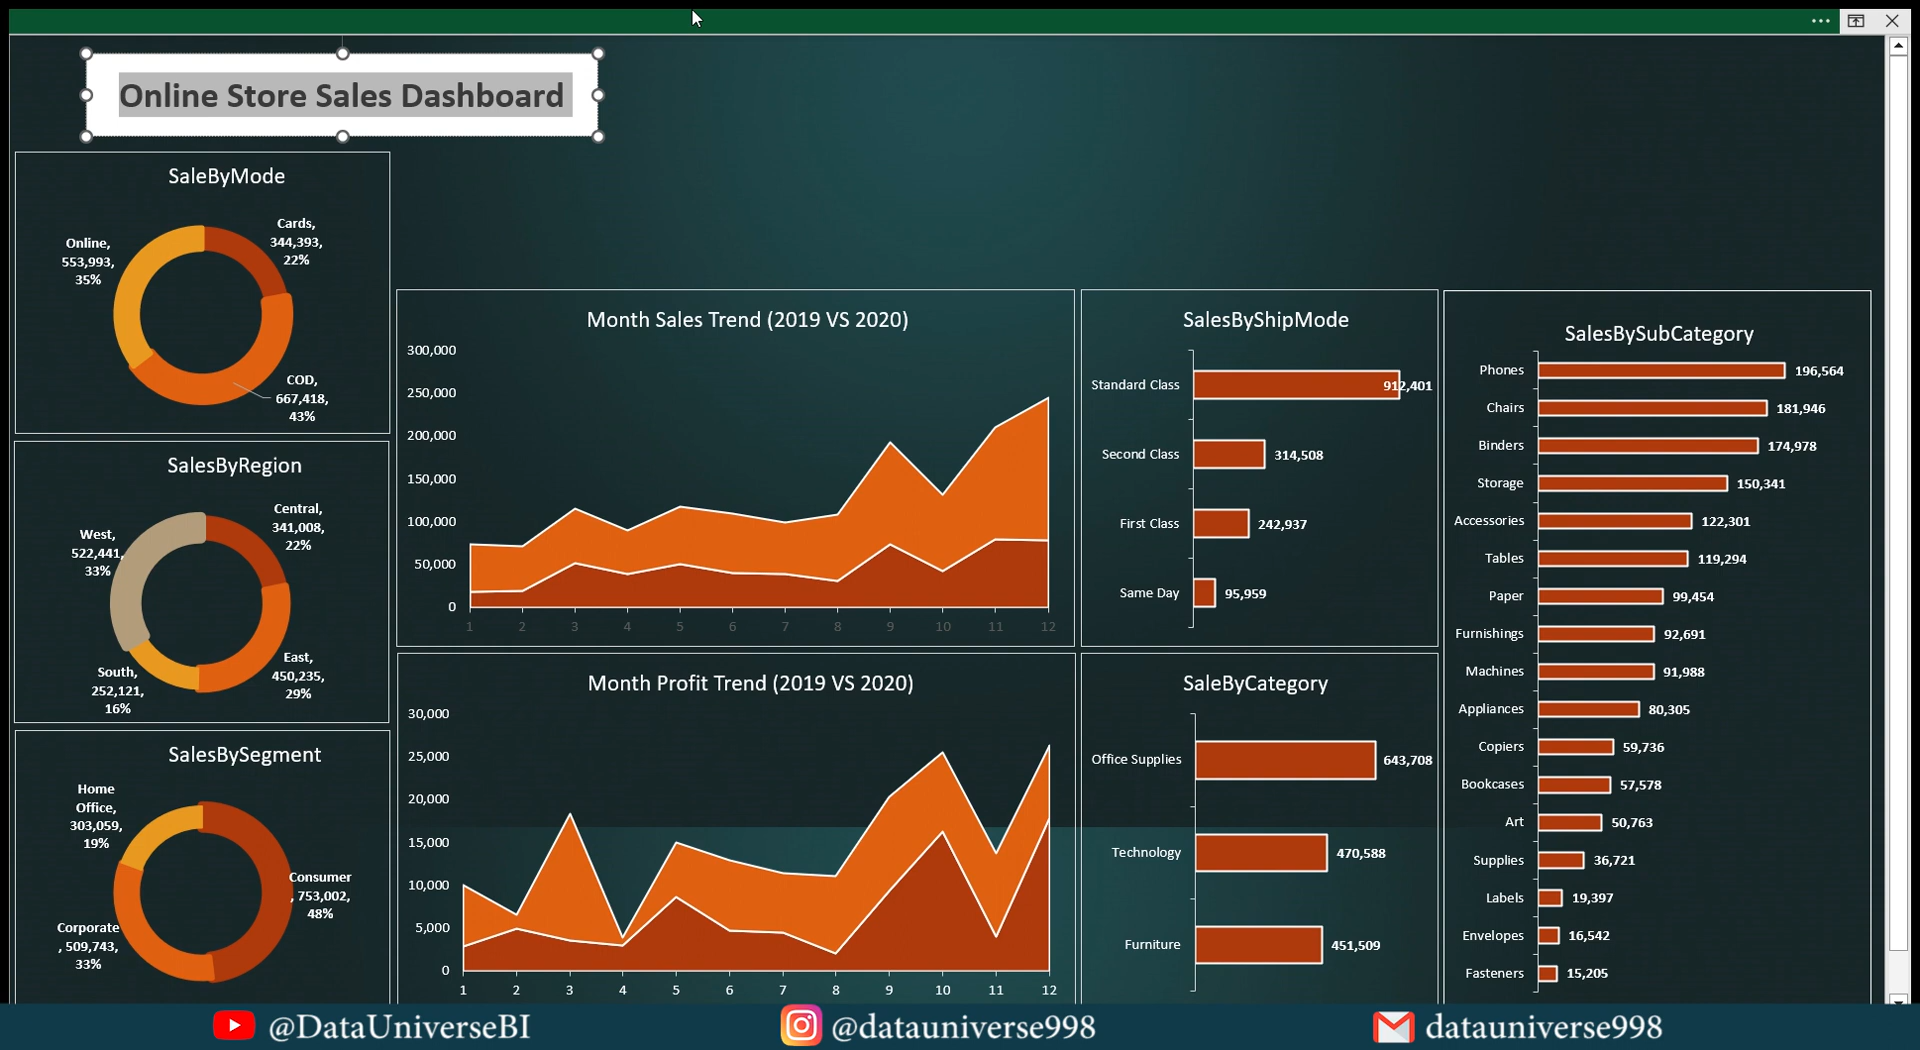 Online Store Sales Dashboard
SaleByMode
Cards,
344,393,
22%
Online,
553,993,
35%
COD,
667,418,
43%
SalesByRegion
Central,
341,008,
22%
West,
522,441,
33%
East,
450,235,
29%
South,
252,121,
16%
SalesBySegment
Home
Office,
303,059,
19%
Consumer
, 753,002,
48%
Corporate
, 509,743,
33%
Month Sales Trend (2019 VS 2020)
300,000
250,000
200,000
150,000
100,000
50,000
0
1 2 3 4 5 6 7 8 9 10 11 12
Month Profit Trend (2019 VS 2020)
30,000
25,000
20,000
15,000
10,000
5,000
0
1 2 3 4 5 6 7 8 9 10 11 12
SalesByShipMode
Standard Class 912,401
Second Class 314,508
First Class 242,937
Same Day 95,959
SaleByCategory
Office Supplies 643,708
Technology 470,588
Furniture 451,509
SalesBySubCategory
Phones 196,564
Chairs 181,946
Binders 174,978
Storage 150,341
Accessories 122,301
Tables 119,294
Paper 99,454
Furnishings 92,691
Machines 91,988
Appliances 80,305
Copiers 59,736
Bookcases 57,578
Art 50,763
Supplies 36,721
Labels 19,397
Envelopes 16,542
Fasteners 15,205
@DataUniverseBI @datauniverse998 datauniverse998